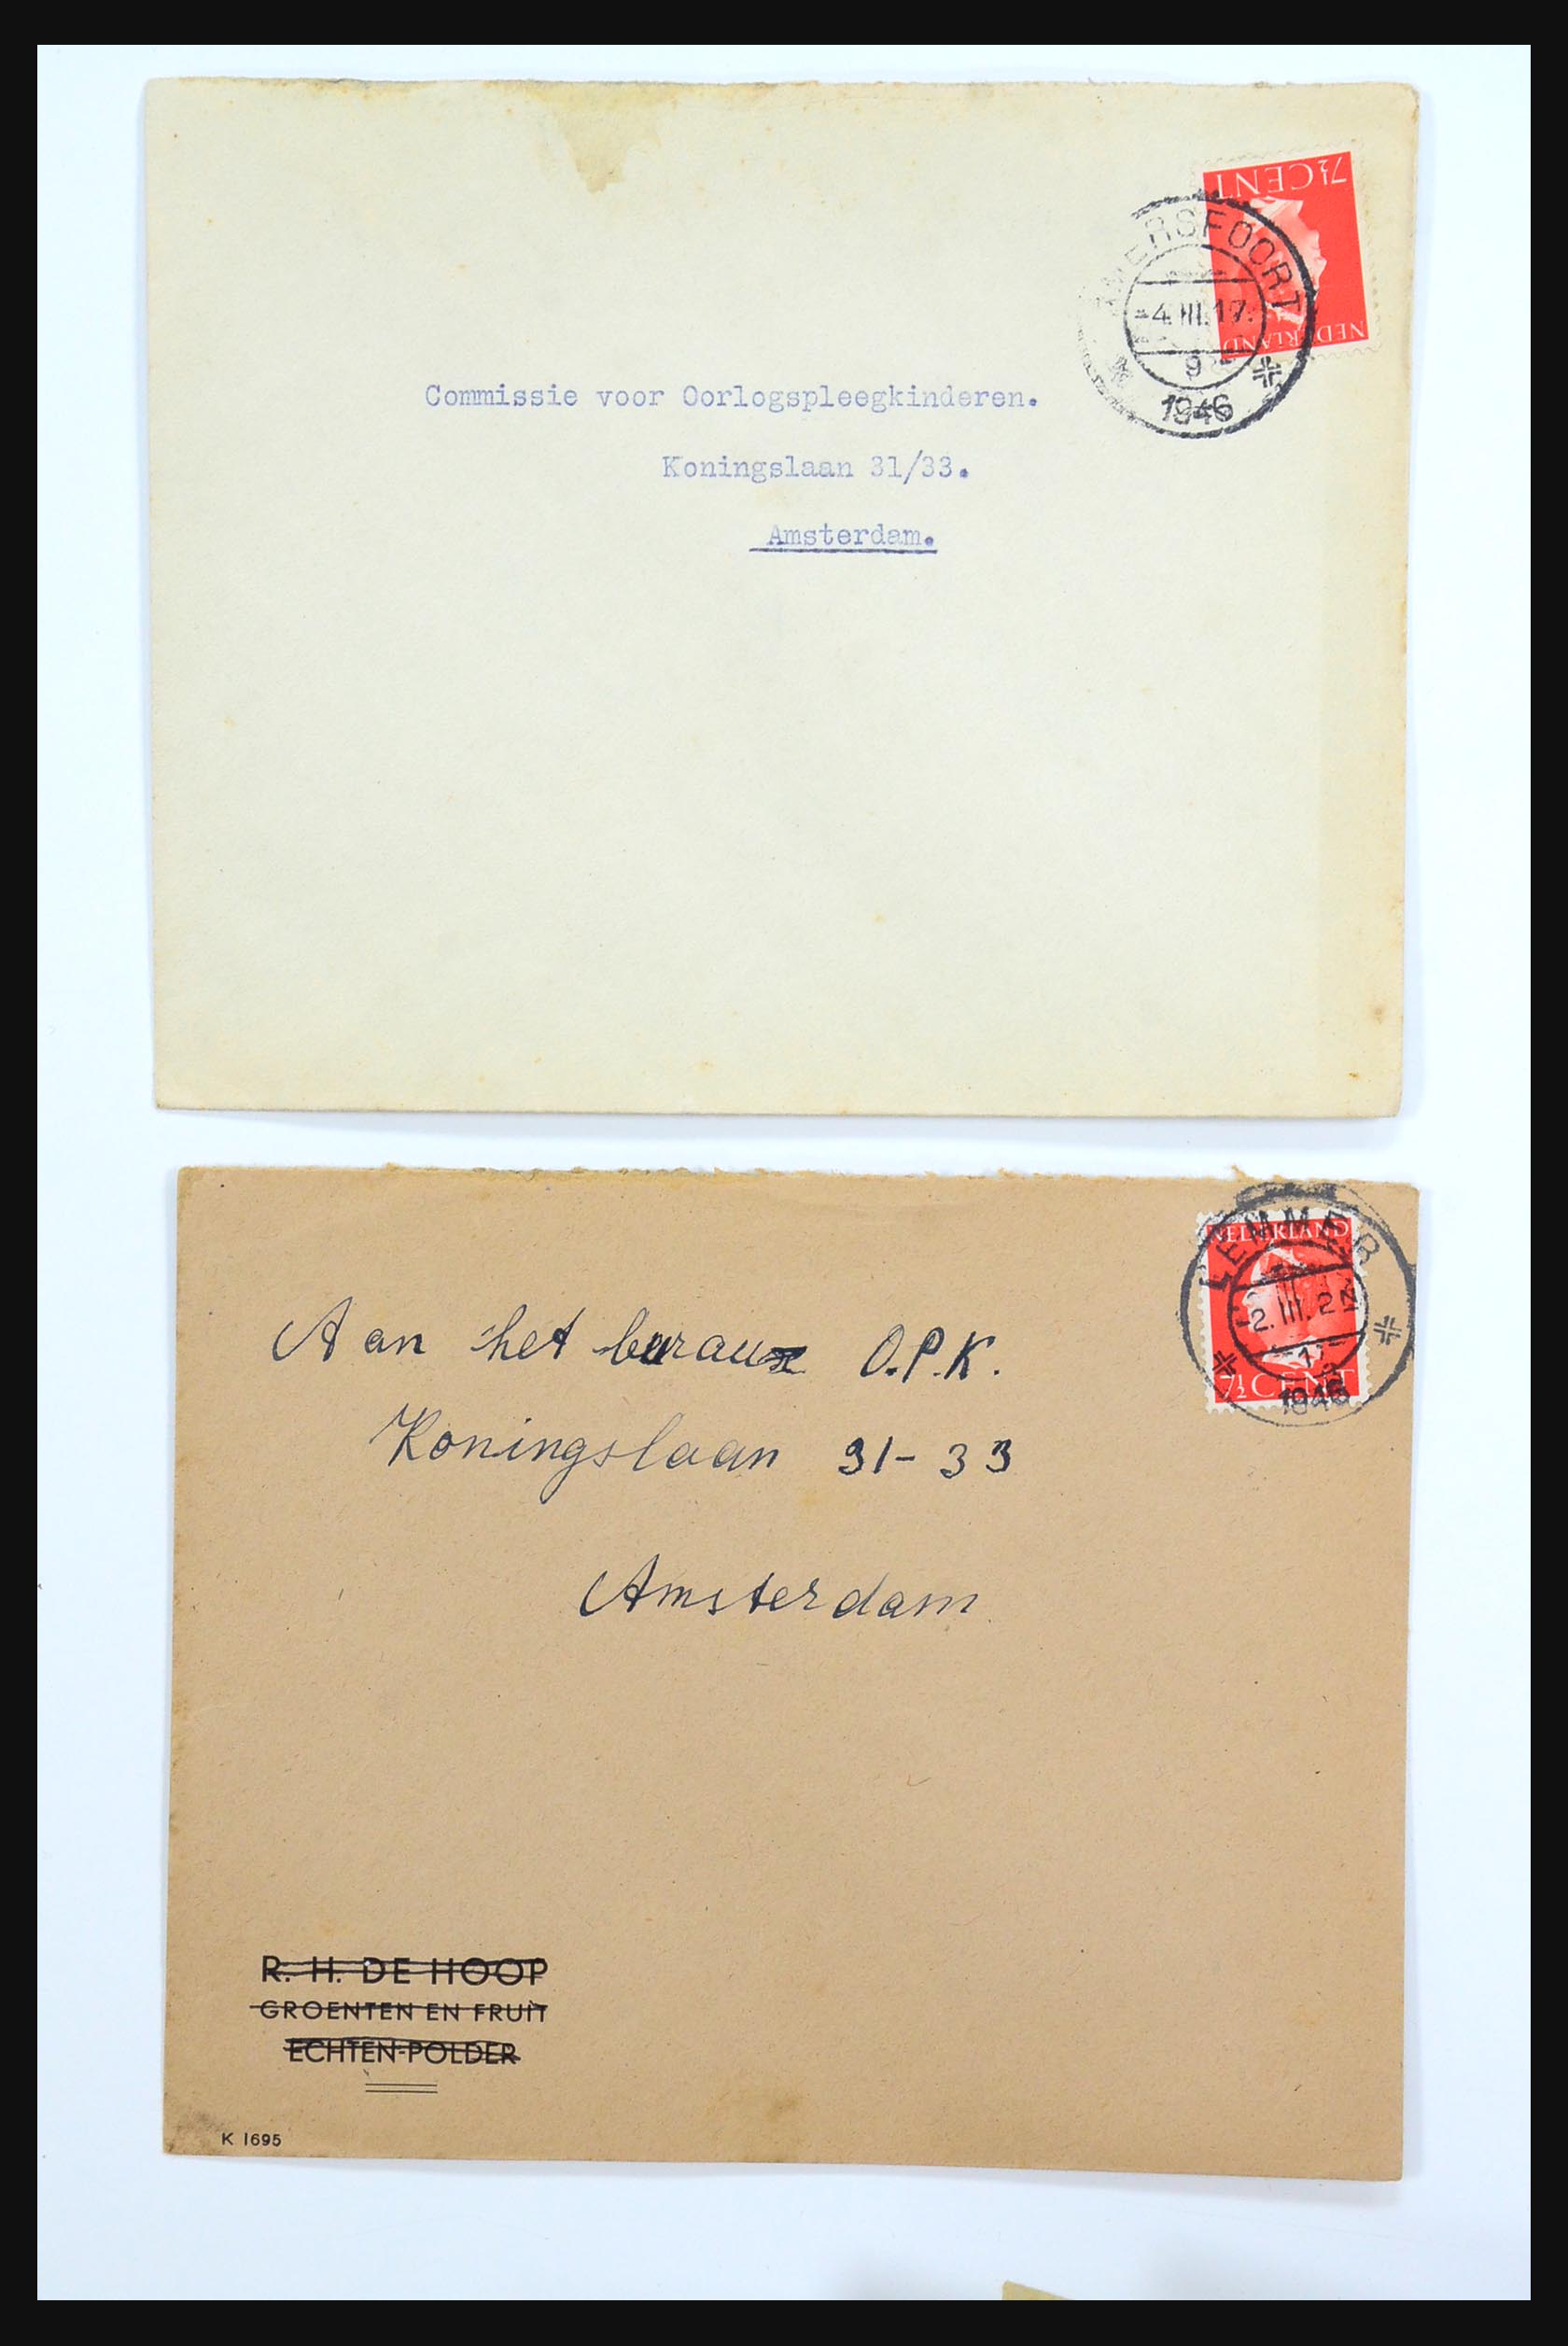 7½ CENT
NEDERLAND
AMERSFOORT
-4.III.17.
9
1946
Commissie voor Oorlogspleegkinderen.
Koningslaan 31/33.
Amsterdam.
NEDERLAND
7½ CENT
LEMMER
2.III.2
1946
Aan het buraux O.P.K.
Koningslaan 31-33
Amsterdam
R. H. DE HOOP
GROENTEN EN FRUIT
ECHTEN-POLDER
K 1695